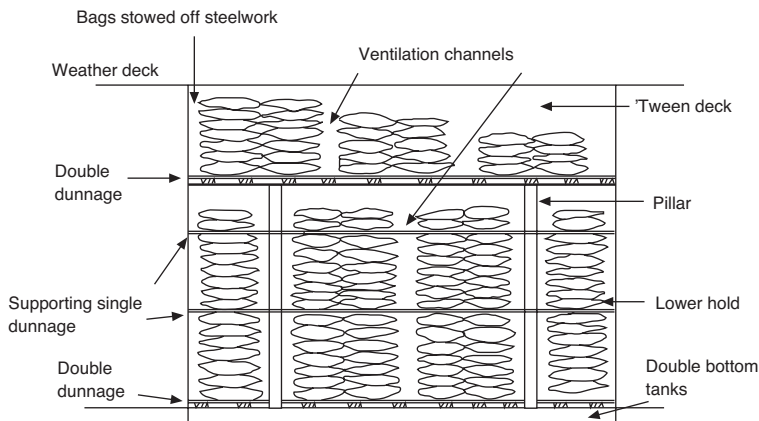 Bags stowed off steelwork
Ventilation channels
Weather deck
'Tween deck
Double
dunnage
Pillar
Supporting single
dunnage
Lower hold
Double
dunnage
Double bottom
tanks